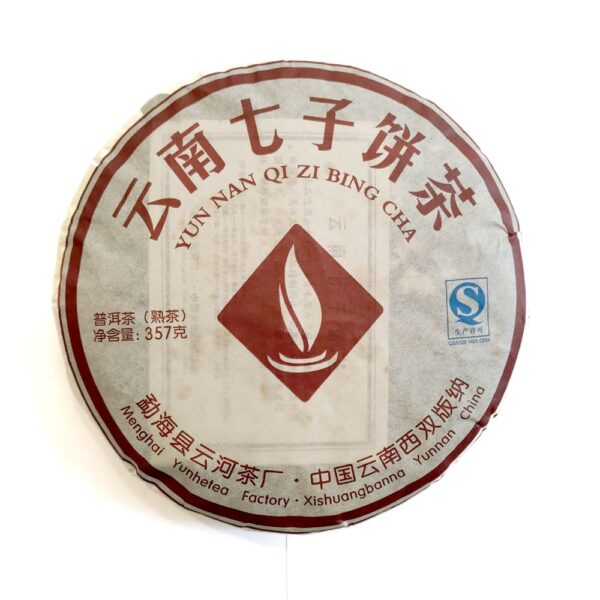 云南七子饼茶
YUN NAN QI ZI BING CHA
普洱茶（熟茶）
净含量：357克
生产许可
勐海县云河茶厂·中国云南西双版纳
Menghai Yunhetea Factory·Xishuangbanna Yunnan China